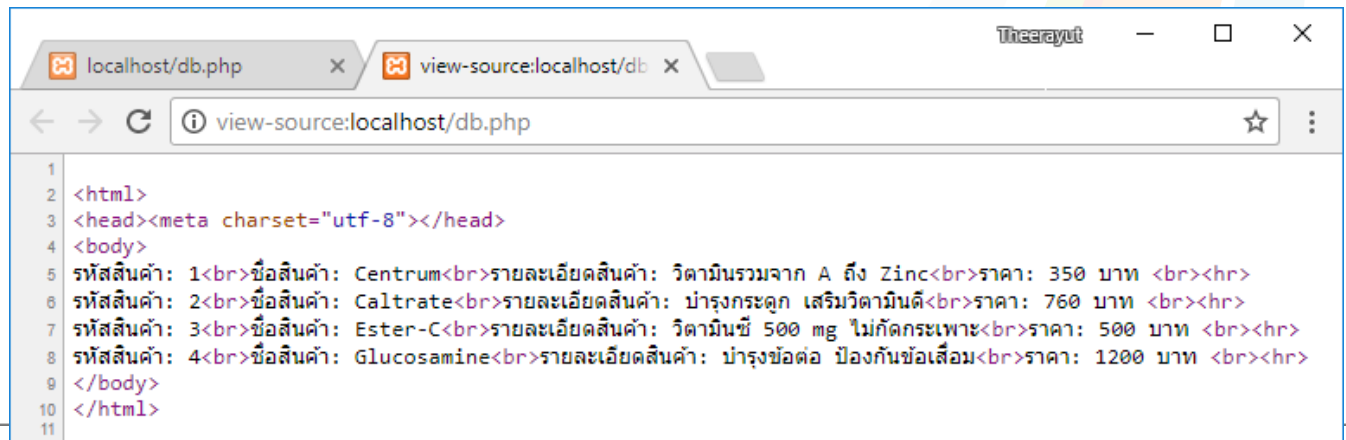 Theerayut
localhost/db.php
view-source:localhost/db
view-source:localhost/db.php
1
2 <html>
3 <head><meta charset="utf-8"></head>
4 <body>
5 รหัสสินค้า: 1<br>ชื่อสินค้า: Centrum<br>รายละเอียดสินค้า: วิตามินรวมจาก A ถึง Zinc<br>ราคา: 350 บาท <br><hr>
6 รหัสสินค้า: 2<br>ชื่อสินค้า: Caltrate<br>รายละเอียดสินค้า: บำรุงกระดูก เสริมวิตามินดี<br>ราคา: 760 บาท <br><hr>
7 รหัสสินค้า: 3<br>ชื่อสินค้า: Ester-C<br>รายละเอียดสินค้า: วิตามินซี 500 mg ไม่กัดกระเพาะ<br>ราคา: 500 บาท <br><hr>
8 รหัสสินค้า: 4<br>ชื่อสินค้า: Glucosamine<br>รายละเอียดสินค้า: บำรุงข้อต่อ ป้องกันข้อเสื่อม<br>ราคา: 1200 บาท <br><hr>
9 </body>
10 </html>
11